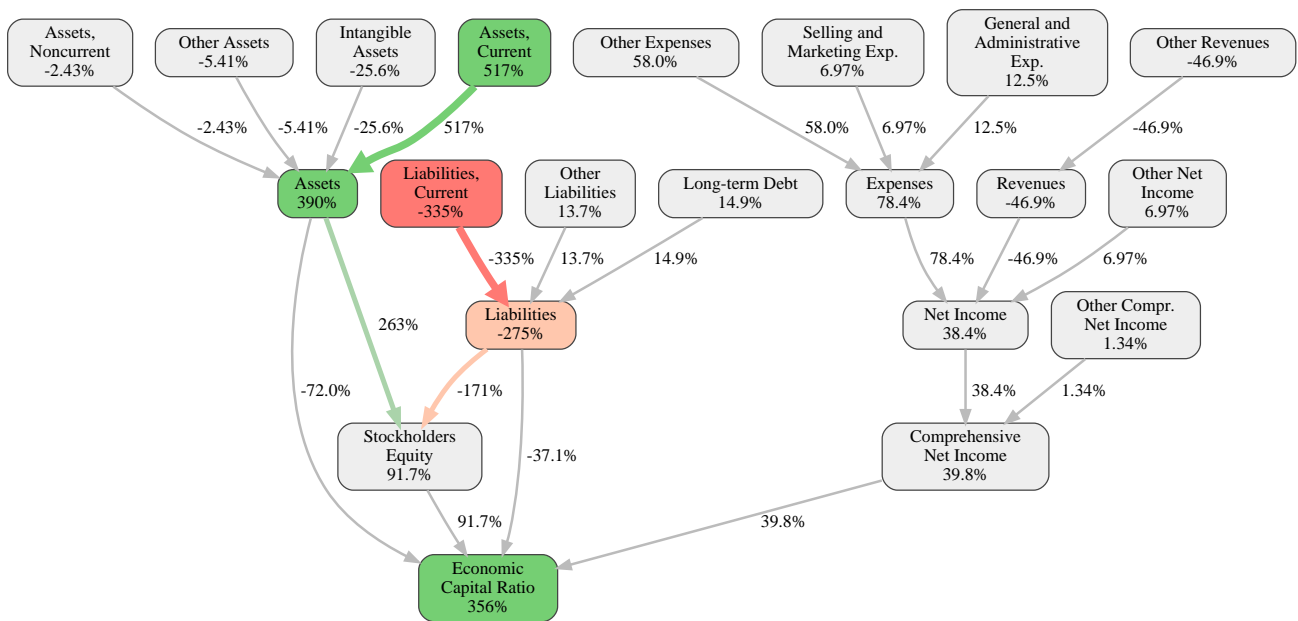 Assets,
Noncurrent
-2.43%
Other Assets
-5.41%
Intangible
Assets
-25.6%
Assets,
Current
517%
Other Expenses
58.0%
Selling and
Marketing Exp.
6.97%
General and
Administrative
Exp.
12.5%
Other Revenues
-46.9%
-2.43%
-5.41%
-25.6%
517%
58.0%
6.97%
12.5%
-46.9%
Assets
390%
Liabilities,
Current
-335%
Other
Liabilities
13.7%
Long-term Debt
14.9%
Expenses
78.4%
Revenues
-46.9%
Other Net
Income
6.97%
-335%
13.7%
14.9%
78.4%
-46.9%
6.97%
263%
Liabilities
-275%
Net Income
38.4%
Other Compr.
Net Income
1.34%
-72.0%
-171%
38.4%
1.34%
Stockholders
Equity
91.7%
-37.1%
Comprehensive
Net Income
39.8%
91.7%
39.8%
Economic
Capital Ratio
356%